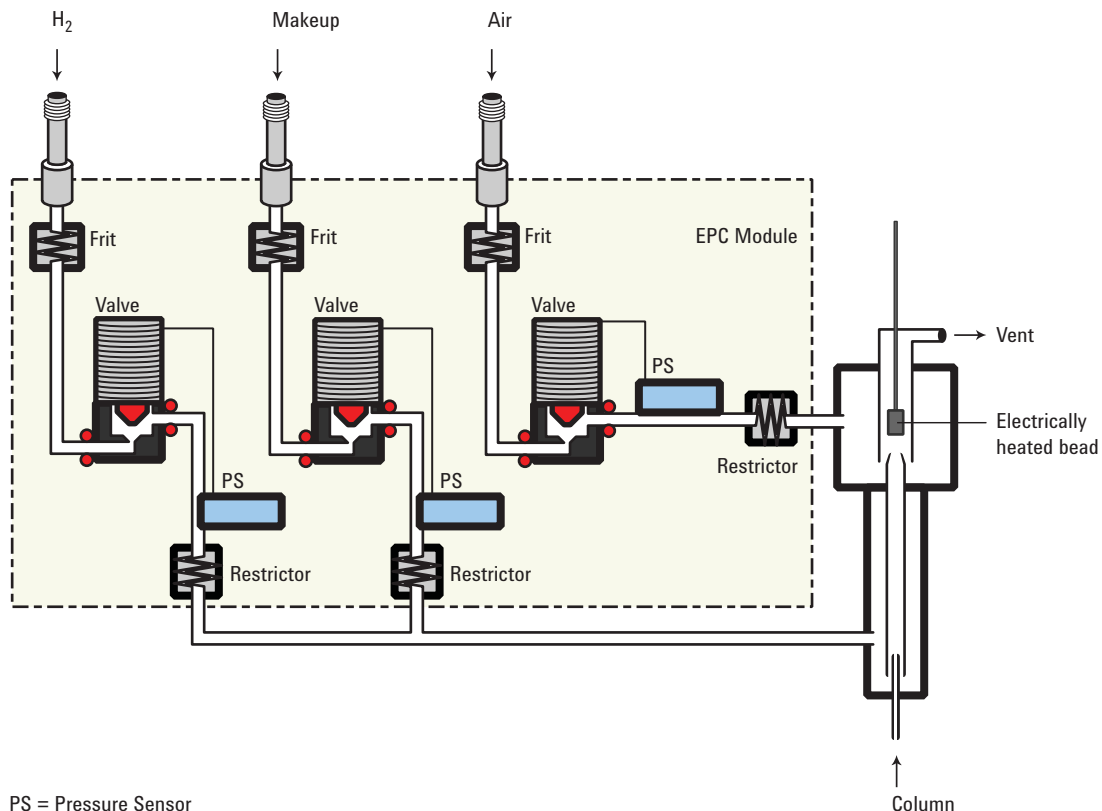 H2
Makeup
Air
Frit
Frit
Frit
EPC Module
Valve
Valve
Valve
PS
Vent
Electrically
heated bead
Restrictor
PS
PS
Restrictor
Restrictor
PS = Pressure Sensor
Column